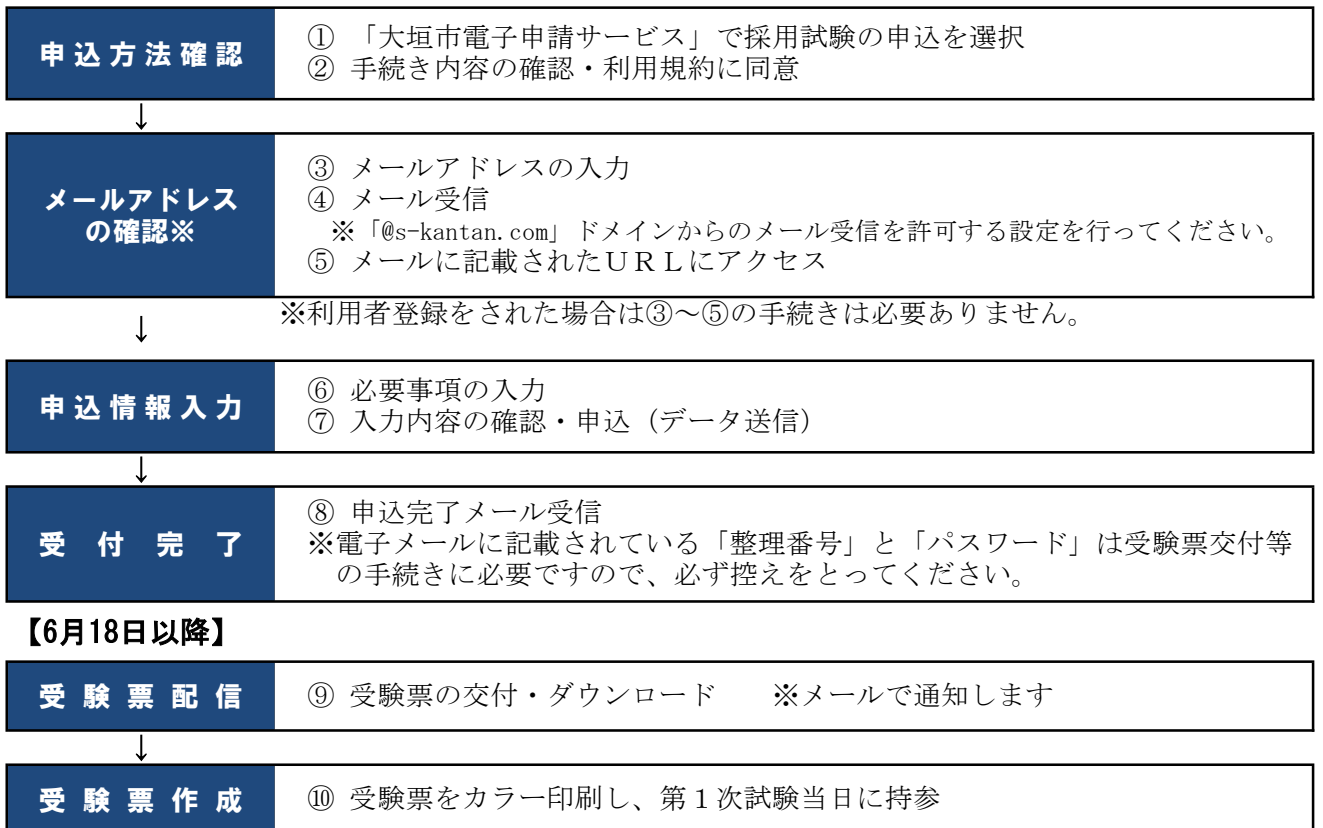 申込方法確認
① 「大垣市電子申請サービス」で採用試験の申込を選択
② 手続き内容の確認・利用規約に同意
↓
メールアドレス
の確認※
③ メールアドレスの入力
④ メール受信
※「@s-kantan.com」ドメインからのメール受信を許可する設定を行ってください。
⑤ メールに記載されたＵＲＬにアクセス
※利用者登録をされた場合は③～⑤の手続きは必要ありません。
↓
申込情報入力
⑥ 必要事項の入力
⑦ 入力内容の確認・申込（データ送信）
↓
受付完了
⑧ 申込完了メール受信
※電子メールに記載されている「整理番号」と「パスワード」は受験票交付等
の手続きに必要ですので、必ず控えをとってください。
【6月18日以降】
受験票配信
⑨ 受験票の交付・ダウンロード　　※メールで通知します
↓
受験票作成
⑩ 受験票をカラー印刷し、第１次試験当日に持参